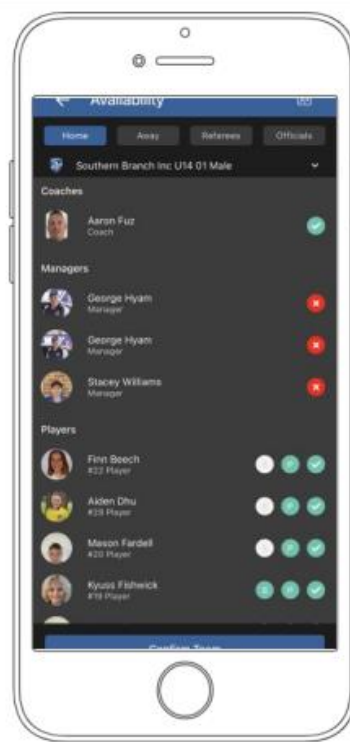 Availability
Home Away Referees Officials
Southern Branch Inc U14 01 Male
Coaches
Aaron Fuz
Coach
Managers
George Hyam
Manager
George Hyam
Manager
Stacey Williams
Manager
Players
Finn Beech
#22 Player
Aiden Dhu
#29 Player
Mason Fardell
#20 Player
Kyuss Fishwick
#19 Player
Confirm Team